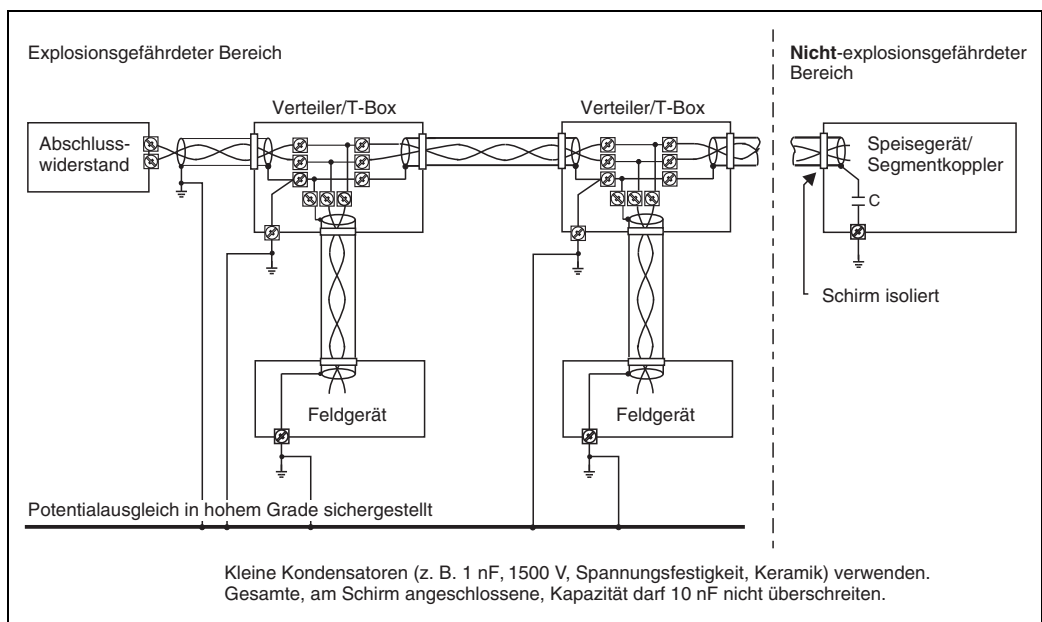 Explosionsgefährdeter Bereich
Nicht-explosionsgefährdeter
Bereich
Verteiler/T-Box
Verteiler/T-Box
Abschluss-
widerstand
Speisegerät/
Segmentkoppler
C
Schirm isoliert
Feldgerät
Feldgerät
Potentialausgleich in hohem Grade sichergestellt
Kleine Kondensatoren (z. B. 1 nF, 1500 V, Spannungsfestigkeit, Keramik) verwenden.
Gesamte, am Schirm angeschlossene, Kapazität darf 10 nF nicht überschreiten.